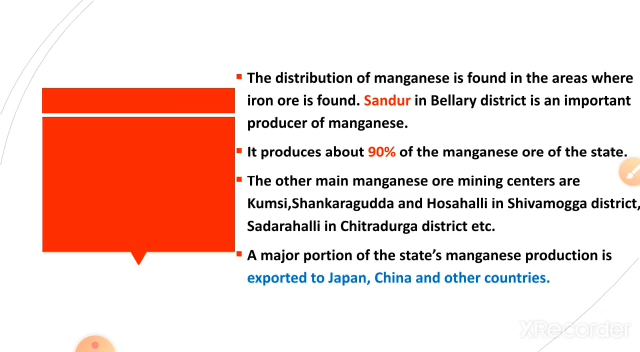 ▪ The distribution of manganese is found in the areas where
iron ore is found. Sandur in Bellary district is an important
producer of manganese.
▪ It produces about 90% of the manganese ore of the state.
▪ The other main manganese ore mining centers are
Kumsi,Shankaragudda and Hosahalli in Shivamogga district,
Sadarahalli in Chitradurga district etc.
▪ A major portion of the state's manganese production is
exported to Japan, China and other countries.
XRecorder